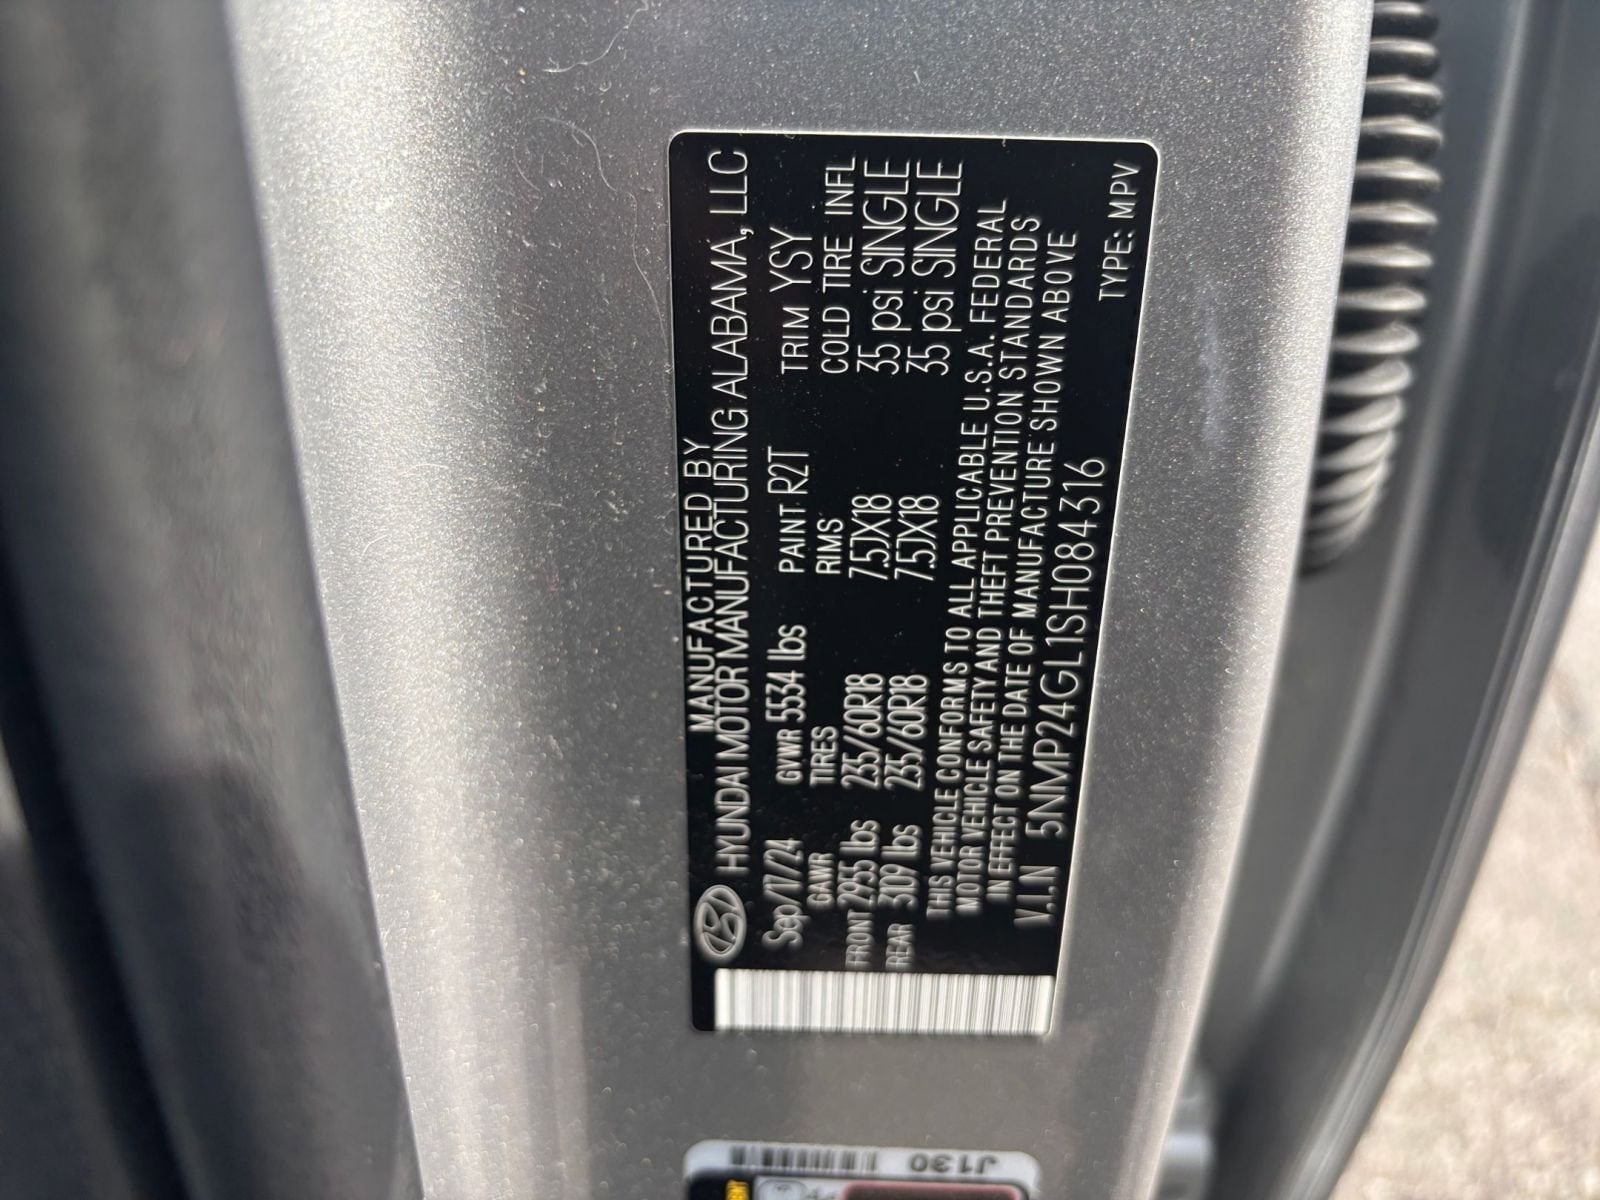 MANUFACTURED BY
HYUNDAI MOTOR MANUFACTURING ALABAMA, LLC
Sep/17/24 GVWR 5534 lbs PAINT R2T TRIM YSY
GAWR TIRES RIMS COLD TIRE INFL
FRONT 2955 lbs 235/60R18 7.5JX18 35 psi SINGLE
REAR 3109 lbs 235/60R18 7.5JX18 35 psi SINGLE
THIS VEHICLE CONFORMS TO ALL APPLICABLE U.S.A. FEDERAL
MOTOR VEHICLE SAFETY AND THEFT PREVENTION STANDARDS
IN EFFECT ON THE DATE OF MANUFACTURE SHOWN ABOVE
V.I.N 5NMP24GL1SH084316 TYPE: MPV
J130